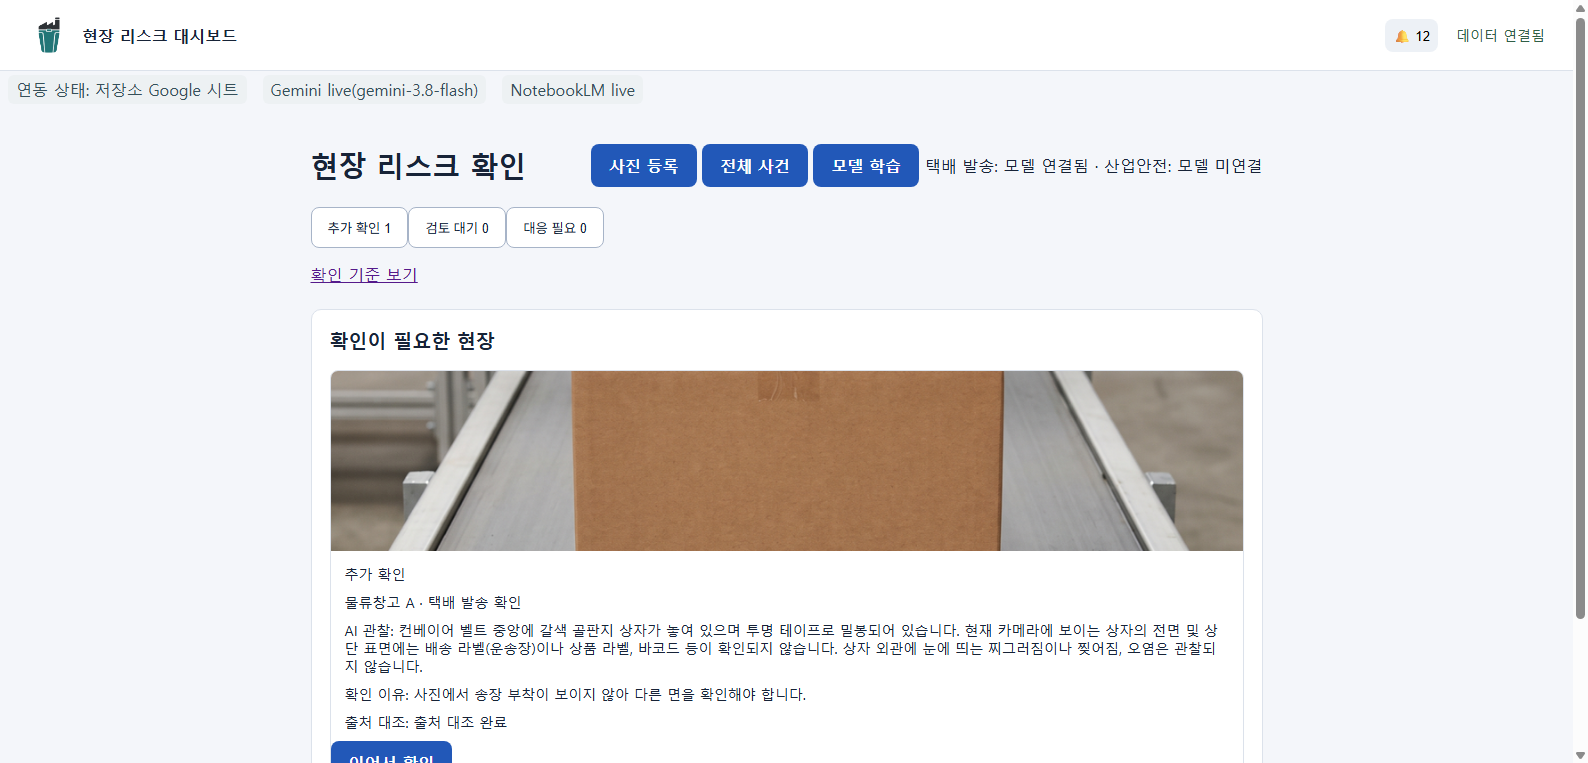 현장 리스크 대시보드
🔔 12
데이터 연결됨
연동 상태: 저장소 Google 시트
Gemini live(gemini-3.8-flash)
NotebookLM live
현장 리스크 확인
사진 등록
전체 사건
모델 학습
택배 발송: 모델 연결됨 · 산업안전: 모델 미연결
추가 확인 1
검토 대기 0
대응 필요 0
확인 기준 보기
확인이 필요한 현장
추가 확인
물류창고 A · 택배 발송 확인
AI 관찰: 컨베이어 벨트 중앙에 갈색 골판지 상자가 놓여 있으며 투명 테이프로 밀봉되어 있습니다. 현재 카메라에 보이는 상자의 전면 및 상
단 표면에는 배송 라벨(운송장)이나 상품 라벨, 바코드 등이 확인되지 않습니다. 상자 외관에 눈에 띄는 찌그러짐이나 찢어짐, 오염은 관찰되
지 않습니다.
확인 이유: 사진에서 송장 부착이 보이지 않아 다른 면을 확인해야 합니다.
출처 대조: 출처 대조 완료
이어서 확인